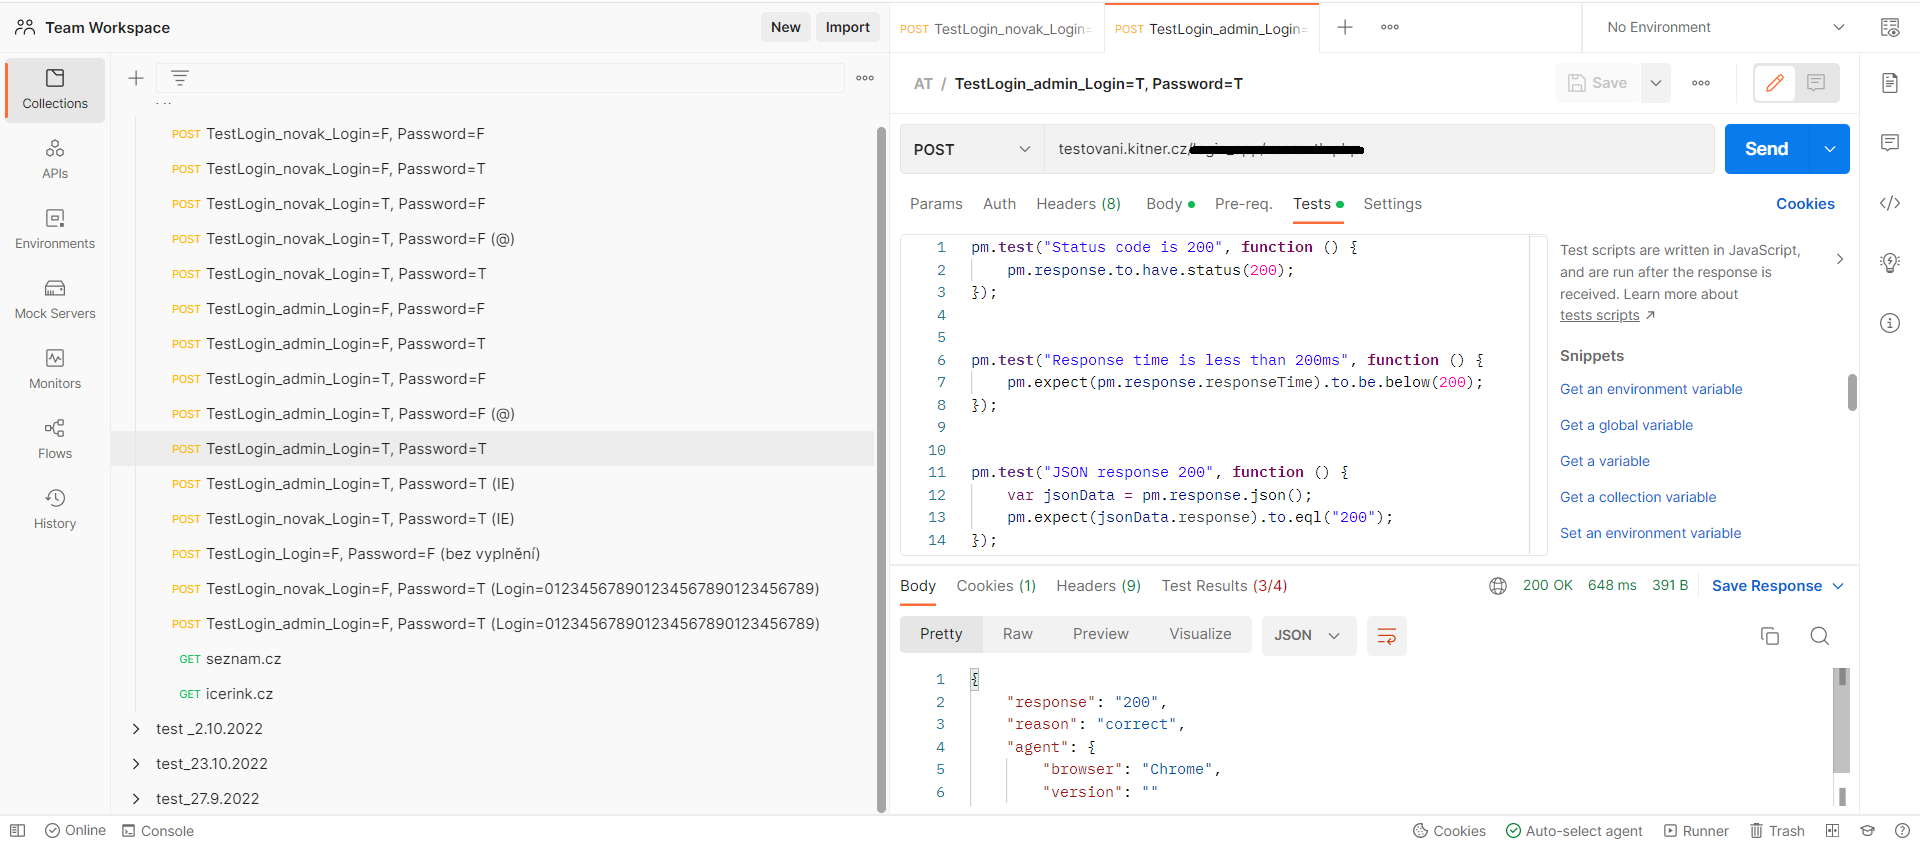 Team Workspace
New
Import
POST TestLogin_novak_Login=
POST TestLogin_admin_Login=
No Environment
Collections
APIs
Environments
Mock Servers
Monitors
Flows
History
POST TestLogin_novak_Login=F, Password=F
POST TestLogin_novak_Login=F, Password=T
POST TestLogin_novak_Login=T, Password=F
POST TestLogin_novak_Login=T, Password=F (@)
POST TestLogin_novak_Login=T, Password=T
POST TestLogin_admin_Login=F, Password=F
POST TestLogin_admin_Login=F, Password=T
POST TestLogin_admin_Login=T, Password=F
POST TestLogin_admin_Login=T, Password=F (@)
POST TestLogin_admin_Login=T, Password=T
POST TestLogin_admin_Login=T, Password=T (IE)
POST TestLogin_novak_Login=T, Password=T (IE)
POST TestLogin_Login=F, Password=F (bez vyplnění)
POST TestLogin_novak_Login=F, Password=T (Login=012345678901234567890123456789)
POST TestLogin_admin_Login=F, Password=T (Login=012345678901234567890123456789)
GET seznam.cz
GET icerink.cz
test _2.10.2022
test_23.10.2022
test_27.9.2022
AT / TestLogin_admin_Login=T, Password=T
Save
POST
testovani.kitner.cz/
Send
Params Auth Headers (8) Body Pre-req. Tests Settings
Cookies
1 pm.test("Status code is 200", function () {
2 pm.response.to.have.status(200);
3 });
4
5
6 pm.test("Response time is less than 200ms", function () {
7 pm.expect(pm.response.responseTime).to.be.below(200);
8 });
9
10
11 pm.test("JSON response 200", function () {
12 var jsonData = pm.response.json();
13 pm.expect(jsonData.response).to.eql("200");
14 });
Test scripts are written in JavaScript,
and are run after the response is
received. Learn more about
tests scripts ↗
Snippets
Get an environment variable
Get a global variable
Get a variable
Get a collection variable
Set an environment variable
Body Cookies (1) Headers (9) Test Results (3/4)
200 OK 648 ms 391 B
Save Response
Pretty Raw Preview Visualize
JSON
1 {
2 "response": "200",
3 "reason": "correct",
4 "agent": {
5 "browser": "Chrome",
6 "version": ""
Online
Console
Cookies
Auto-select agent
Runner
Trash